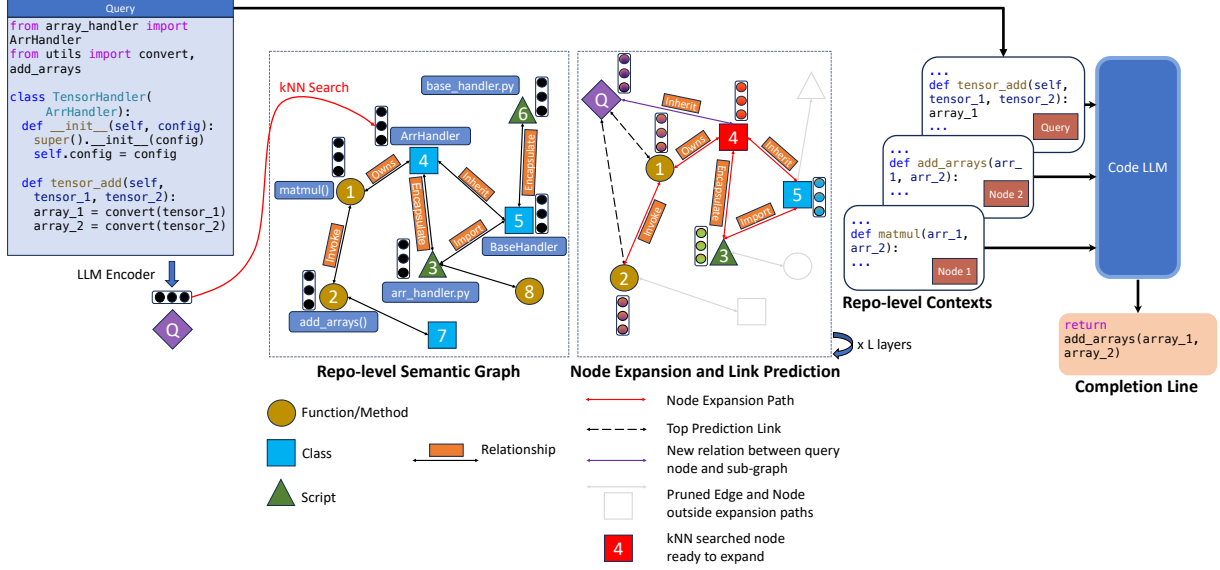 Query
from array_handler import
ArrHandler
from utils import convert,
add_arrays
class TensorHandler(
ArrHandler):
def __init__(self, config):
super().__init__(config)
self.config = config
def tensor_add(self,
tensor_1, tensor_2):
array_1 = convert(tensor_1)
array_2 = convert(tensor_2)
LLM Encoder
Q
kNN Search
base_handler.py
6
ArrHandler
4
matmul()
1
Owns
Inherit
Encapsulate
Encapsulate
5
BaseHandler
Import
Invoke
3
arr_handler.py
2
add_arrays()
8
7
Repo-level Semantic Graph
Q
Inherit
4
1
Owns
Inherit
5
Encapsulate
Import
Invoke
3
2
x L layers
Node Expansion and Link Prediction
...
def tensor_add(self,
tensor_1, tensor_2):
array_1
...
Query
...
def add_arrays(arr_
1, arr_2):
...
Node 2
...
def matmul(arr_1,
arr_2):
...
Node 1
Repo-level Contexts
Code LLM
return
add_arrays(array_1,
array_2)
Completion Line
Function/Method
Class
Script
Relationship
Node Expansion Path
Top Prediction Link
New relation between query
node and sub-graph
Pruned Edge and Node
outside expansion paths
4
kNN searched node
ready to expand